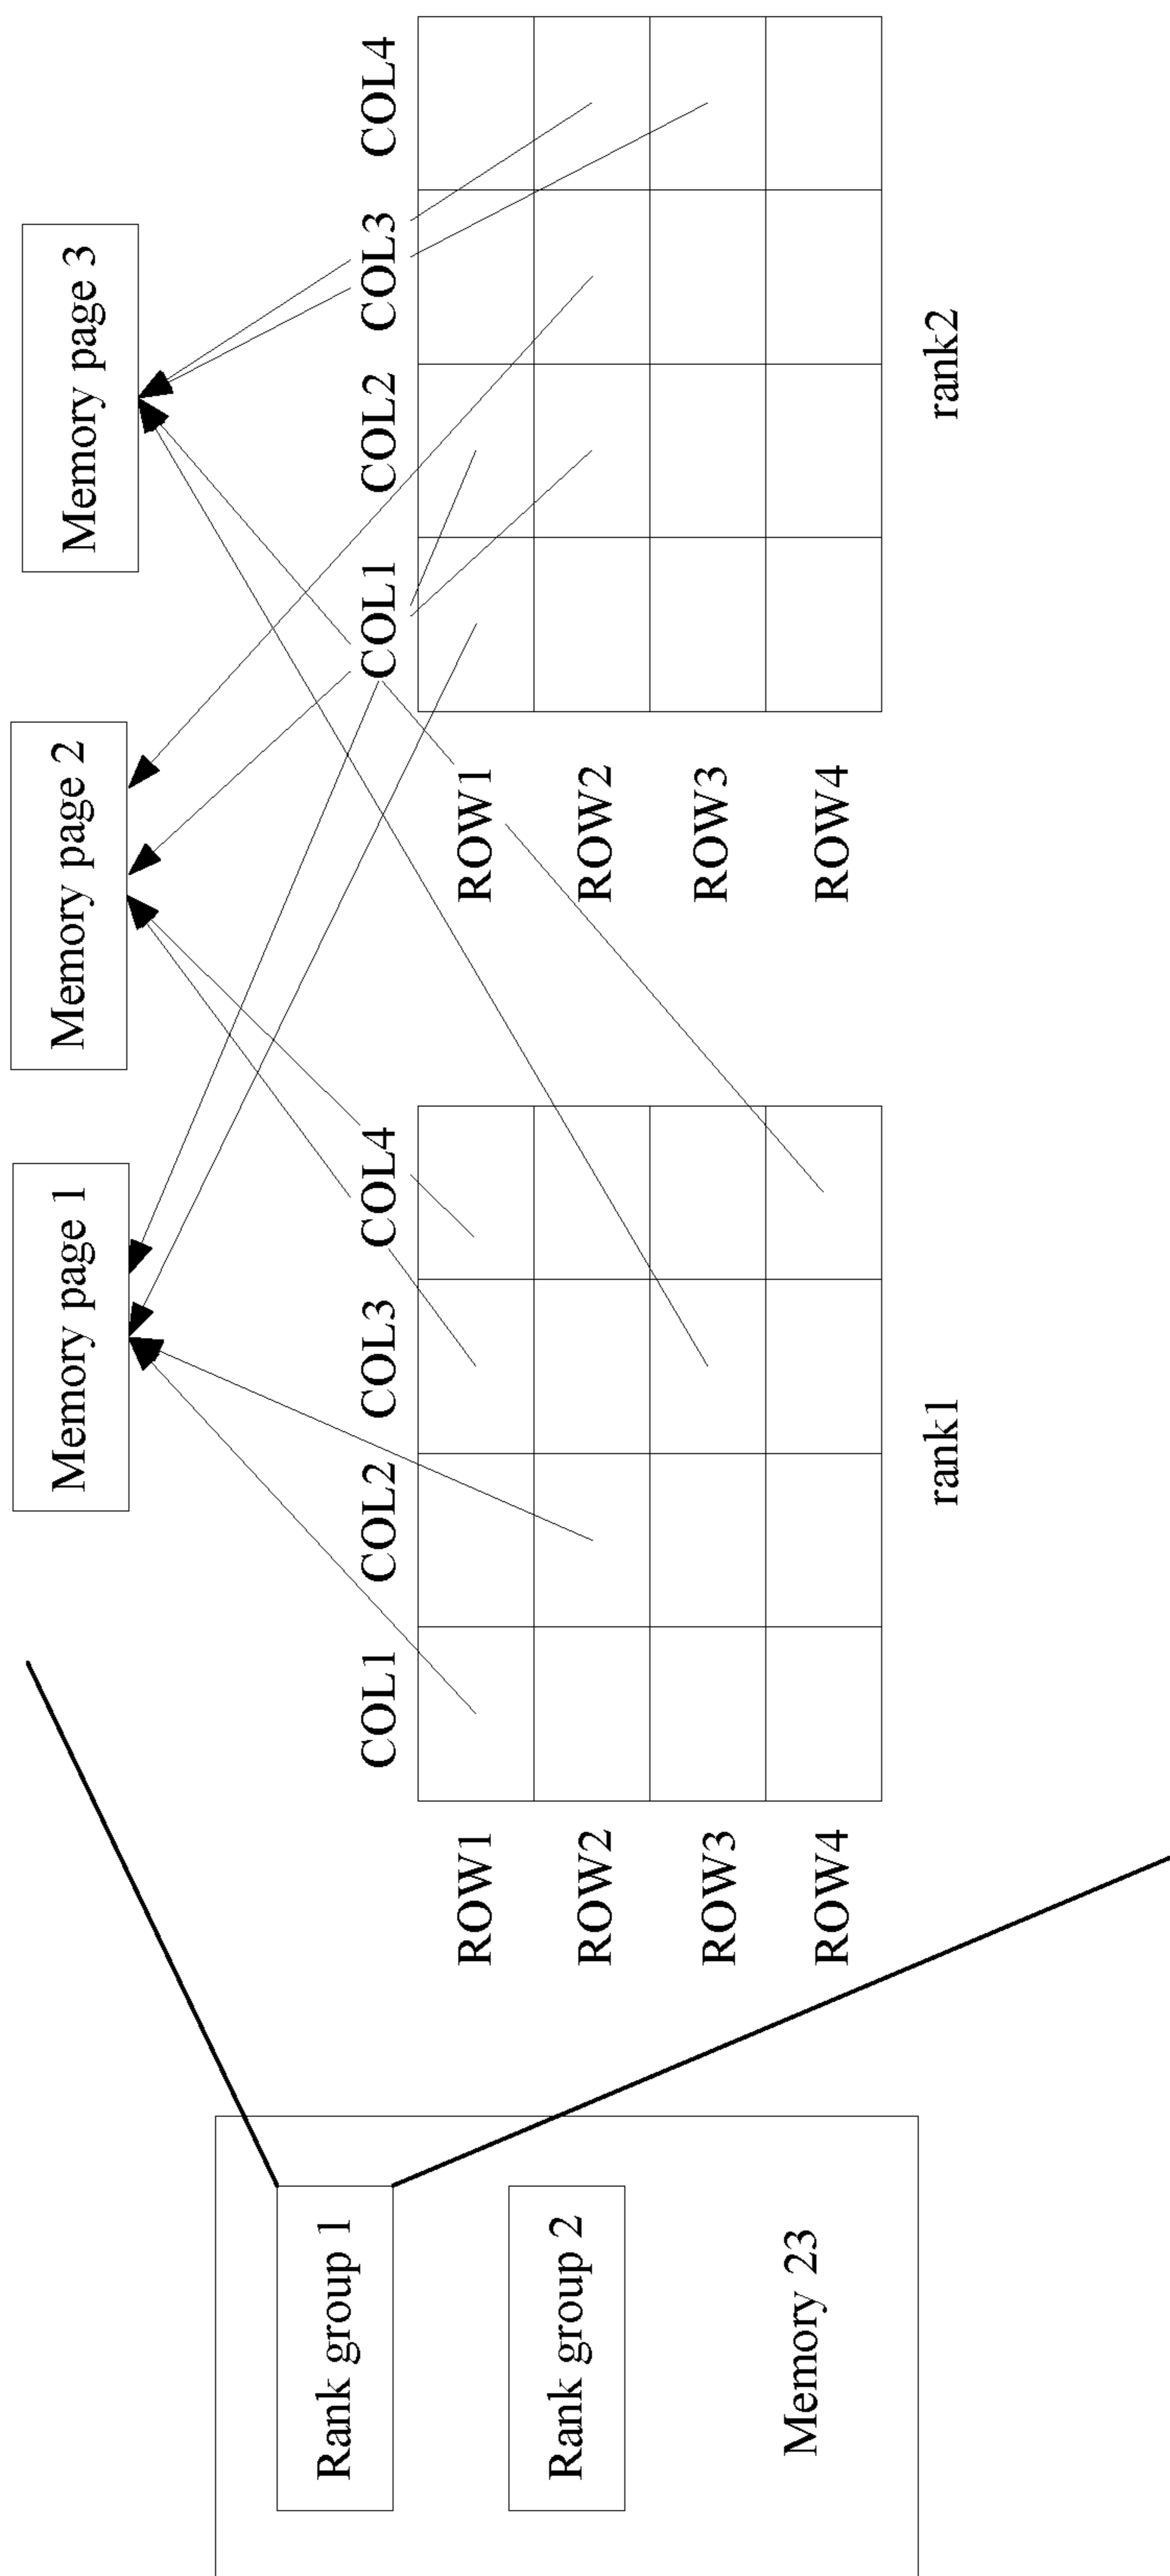 Memory page 1
Memory page 2
Memory page 3
Rank group 1
COL1
COL2
COL3
COL4
COL1
COL2
COL3
COL4
ROW1
ROW1
Rank group 2
ROW2
ROW2
ROW3
ROW3
Memory 23
ROW4
ROW4
rank1
rank2